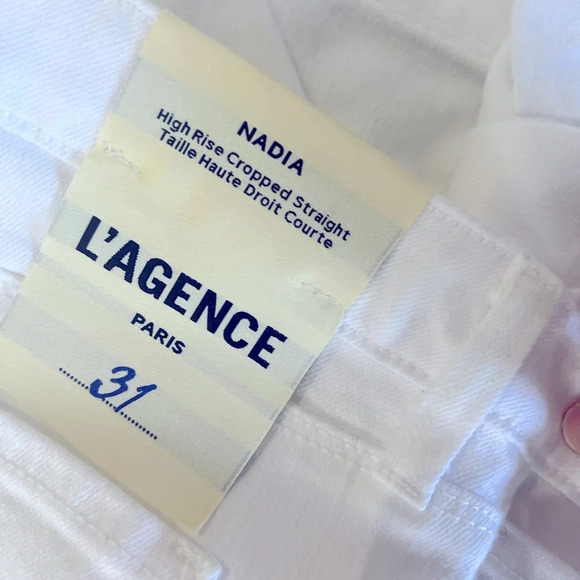 NADIA
High Rise Cropped Straight
Taille Haute Droit Courte
L'AGENCE
PARIS
31